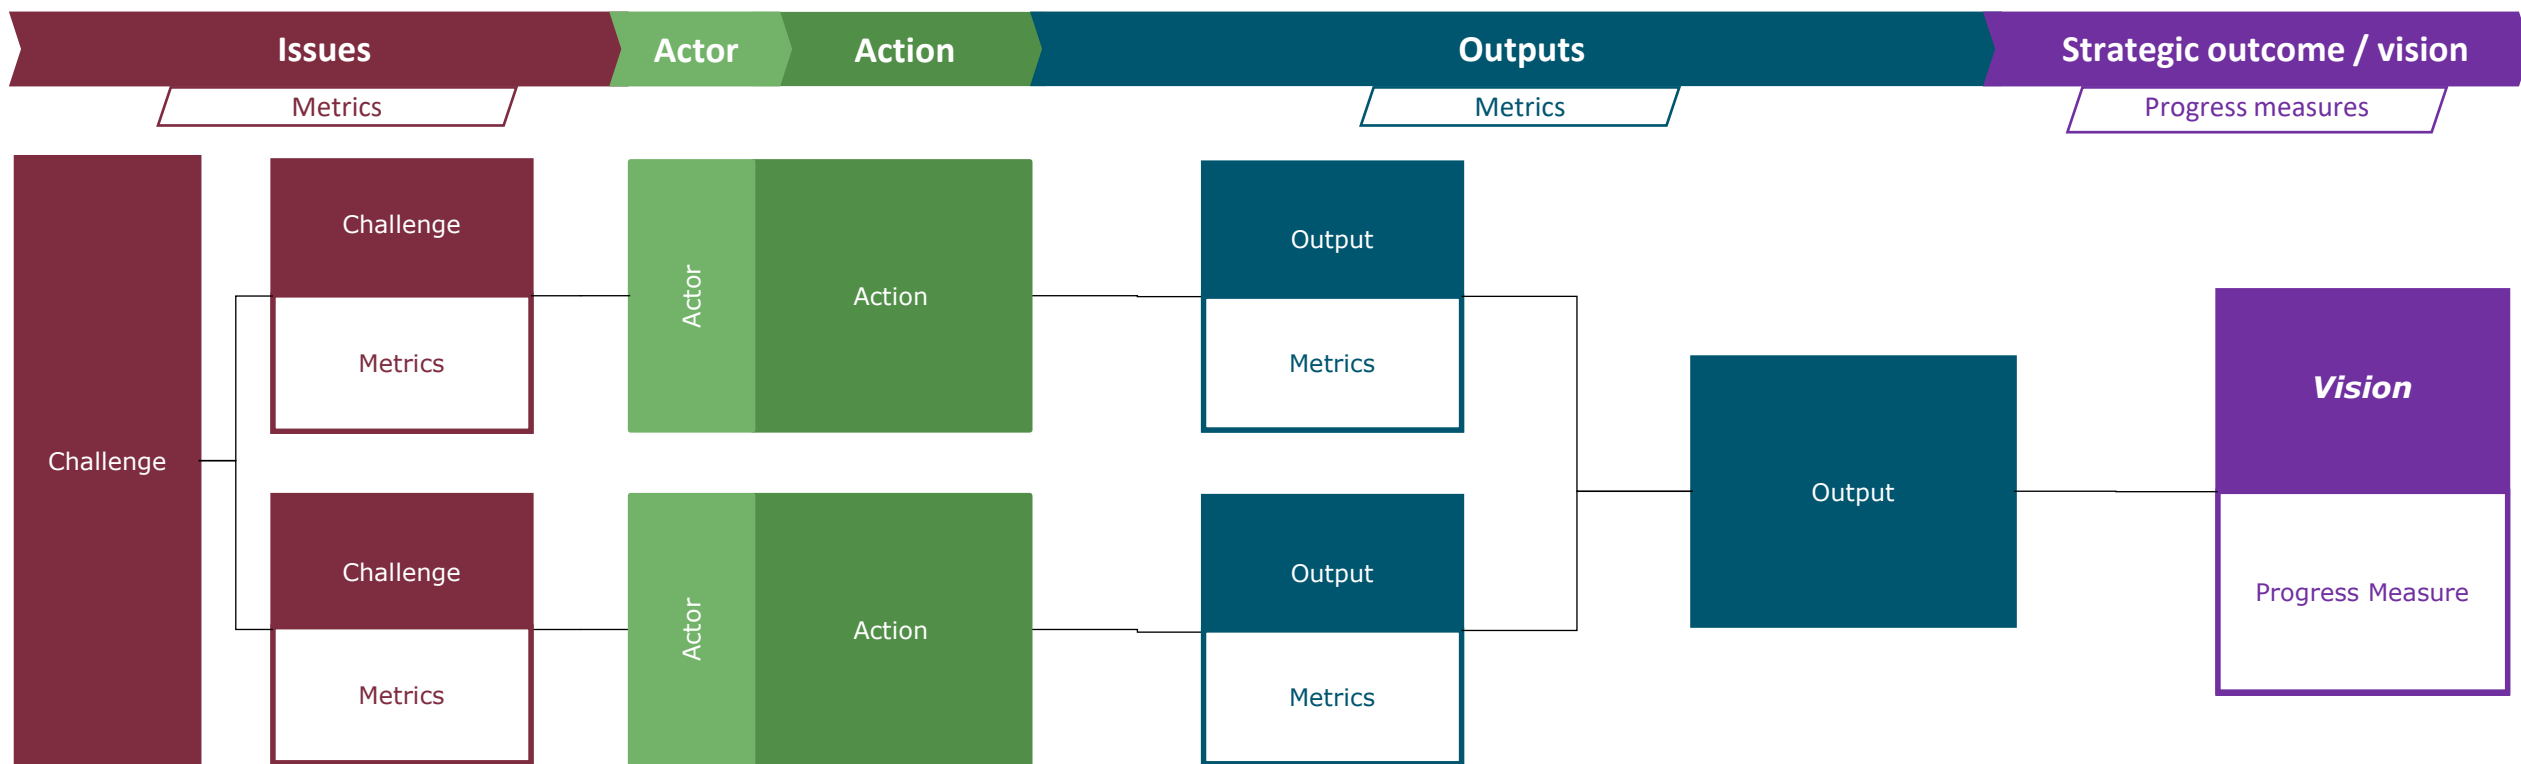 Issues
Actor
Action
Outputs
Strategic outcome / vision
Metrics
Metrics
Progress measures
Challenge
Challenge
Metrics
Actor
Action
Output
Metrics
Challenge
Metrics
Actor
Action
Output
Metrics
Output
Vision
Progress Measure